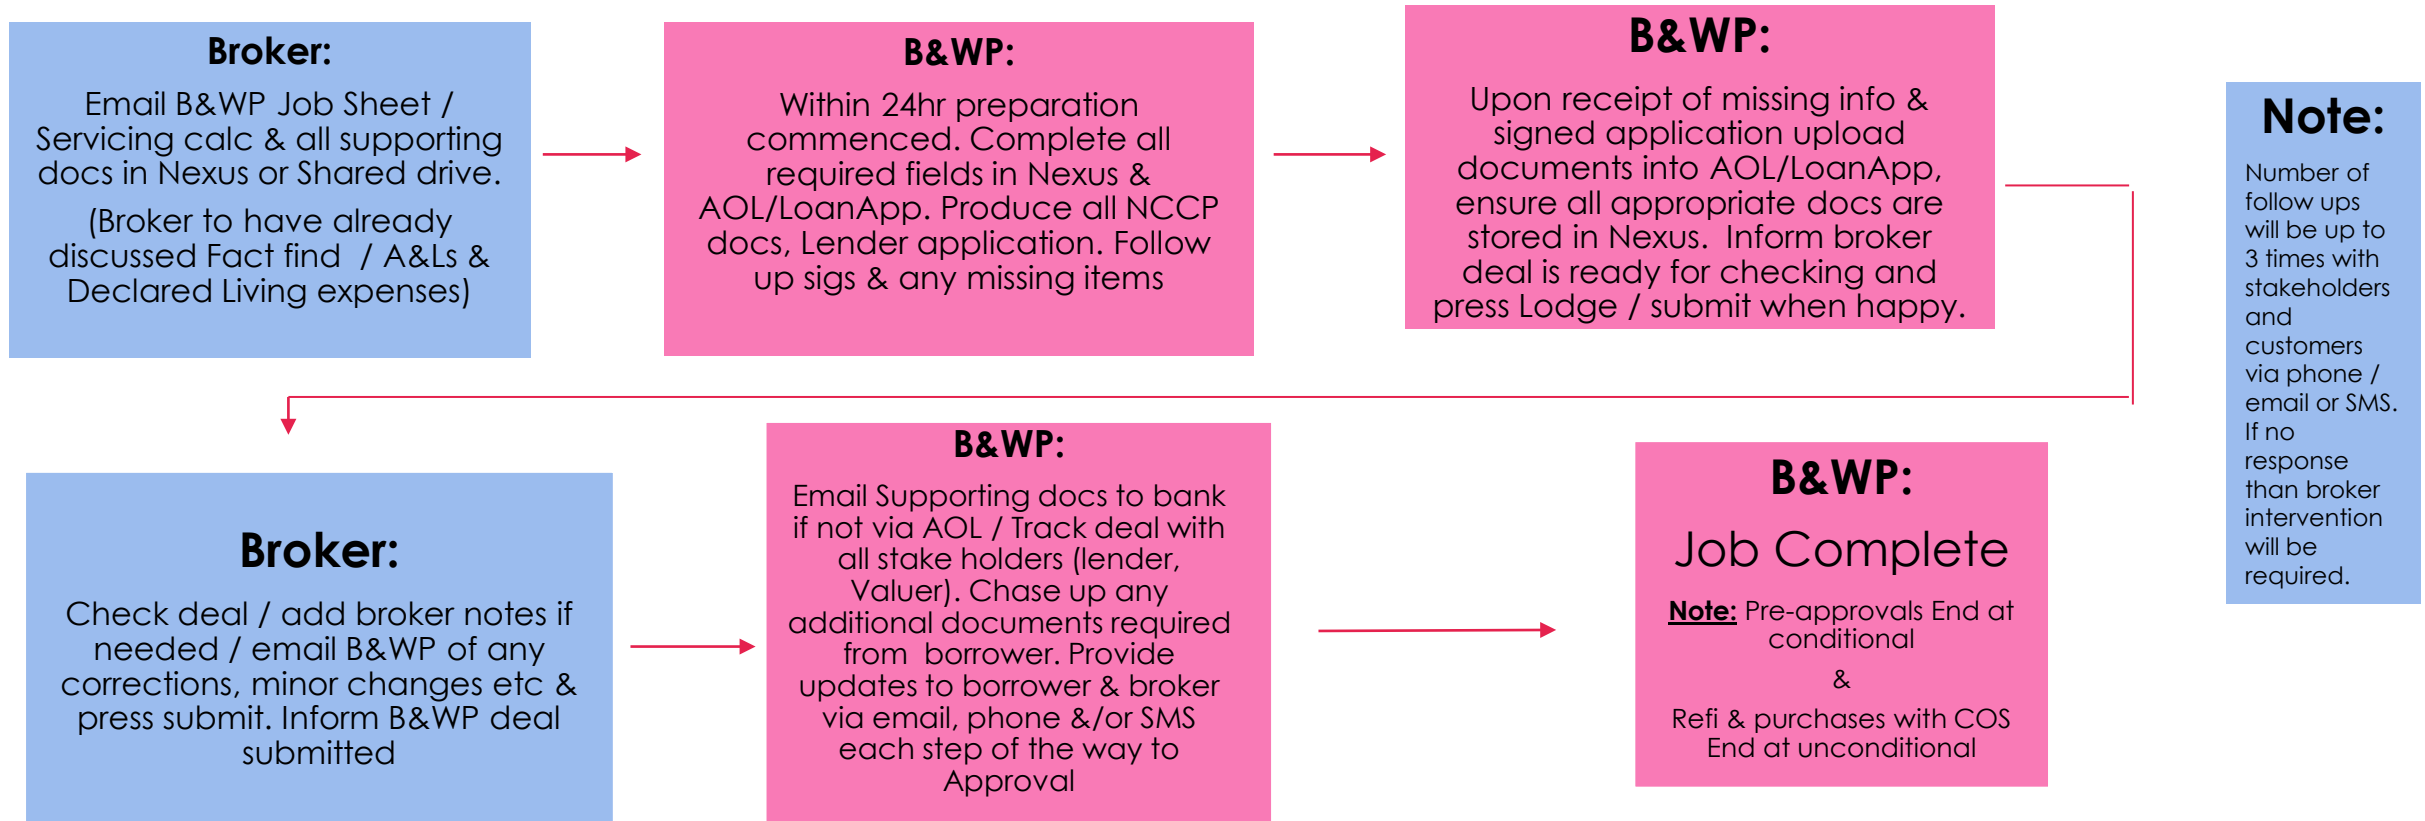 Broker:
Email B&WP Job Sheet /
Servicing calc & all supporting
docs in Nexus or Shared drive.
(Broker to have already
discussed Fact find / A&Ls &
Declared Living expenses)
B&WP:
Within 24hr preparation
commenced. Complete all
required fields in Nexus &
AOL/LoanApp. Produce all NCCP
docs, Lender application. Follow
up sigs & any missing items
B&WP:
Upon receipt of missing info &
signed application upload
documents into AOL/LoanApp,
ensure all appropriate docs are
stored in Nexus. Inform broker
deal is ready for checking and
press Lodge / submit when happy.
Note:
Number of
follow ups
will be up to
3 times with
stakeholders
and
customers
via phone /
email or SMS.
If no
response
than broker
intervention
will be
required.
Broker:
Check deal / add broker notes if
needed / email B&WP of any
corrections, minor changes etc &
press submit. Inform B&WP deal
submitted
B&WP:
Email Supporting docs to bank
if not via AOL / Track deal with
all stake holders (lender,
Valuer). Chase up any
additional documents required
from borrower. Provide
updates to borrower & broker
via email, phone &/or SMS
each step of the way to
Approval
B&WP:
Job Complete
Note: Pre-approvals End at
conditional
&
Refi & purchases with COS
End at unconditional